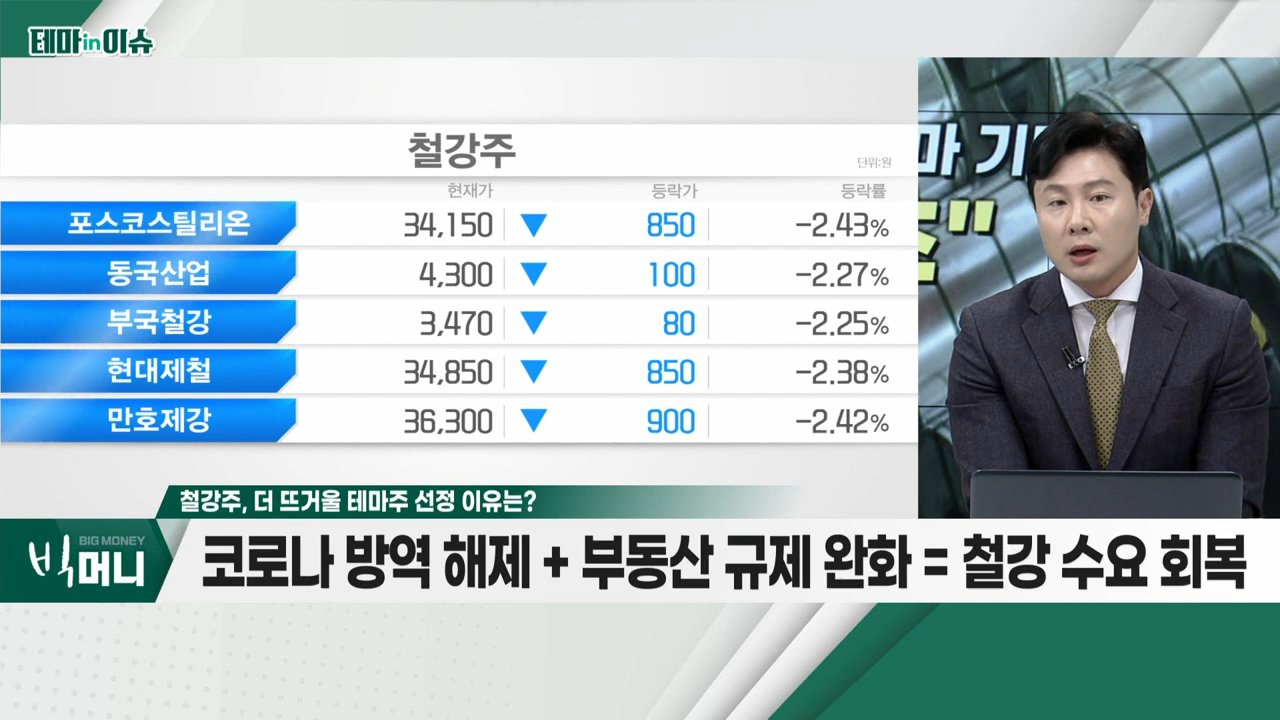 테마in이슈
철강주
단위:원
현재가 등락가 등락률
포스코스틸리온 34,150 ▼ 850 -2.43%
동국산업 4,300 ▼ 100 -2.27%
부국철강 3,470 ▼ 80 -2.25%
현대제철 34,850 ▼ 850 -2.38%
만호제강 36,300 ▼ 900 -2.42%
마 기
"
철강주, 더 뜨거울 테마주 선정 이유는?
BIG MONEY
빅머니
코로나 방역 해제 + 부동산 규제 완화 = 철강 수요 회복